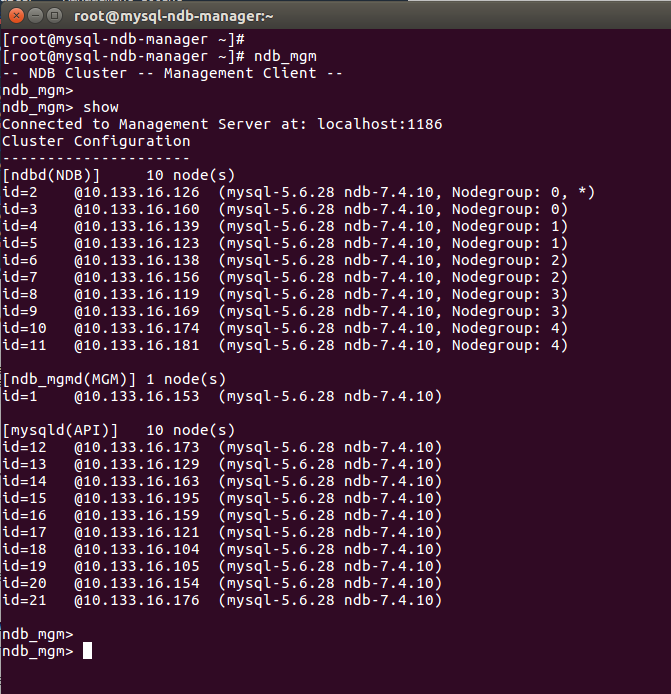 root@mysql-ndb-manager:~
[root@mysql-ndb-manager ~]#
[root@mysql-ndb-manager ~]# ndb_mgm
-- NDB Cluster -- Management Client --
ndb_mgm>
ndb_mgm> show
Connected to Management Server at: localhost:1186
Cluster Configuration
---------------------
[ndbd(NDB)]     10 node(s)
id=2    @10.133.16.126  (mysql-5.6.28 ndb-7.4.10, Nodegroup: 0, *)
id=3    @10.133.16.160  (mysql-5.6.28 ndb-7.4.10, Nodegroup: 0)
id=4    @10.133.16.139  (mysql-5.6.28 ndb-7.4.10, Nodegroup: 1)
id=5    @10.133.16.123  (mysql-5.6.28 ndb-7.4.10, Nodegroup: 1)
id=6    @10.133.16.138  (mysql-5.6.28 ndb-7.4.10, Nodegroup: 2)
id=7    @10.133.16.156  (mysql-5.6.28 ndb-7.4.10, Nodegroup: 2)
id=8    @10.133.16.119  (mysql-5.6.28 ndb-7.4.10, Nodegroup: 3)
id=9    @10.133.16.169  (mysql-5.6.28 ndb-7.4.10, Nodegroup: 3)
id=10   @10.133.16.174  (mysql-5.6.28 ndb-7.4.10, Nodegroup: 4)
id=11   @10.133.16.181  (mysql-5.6.28 ndb-7.4.10, Nodegroup: 4)
[ndb_mgmd(MGM)] 1 node(s)
id=1    @10.133.16.153  (mysql-5.6.28 ndb-7.4.10)
[mysqld(API)]   10 node(s)
id=12   @10.133.16.173  (mysql-5.6.28 ndb-7.4.10)
id=13   @10.133.16.129  (mysql-5.6.28 ndb-7.4.10)
id=14   @10.133.16.163  (mysql-5.6.28 ndb-7.4.10)
id=15   @10.133.16.195  (mysql-5.6.28 ndb-7.4.10)
id=16   @10.133.16.159  (mysql-5.6.28 ndb-7.4.10)
id=17   @10.133.16.121  (mysql-5.6.28 ndb-7.4.10)
id=18   @10.133.16.104  (mysql-5.6.28 ndb-7.4.10)
id=19   @10.133.16.105  (mysql-5.6.28 ndb-7.4.10)
id=20   @10.133.16.154  (mysql-5.6.28 ndb-7.4.10)
id=21   @10.133.16.176  (mysql-5.6.28 ndb-7.4.10)
ndb_mgm>
ndb_mgm>